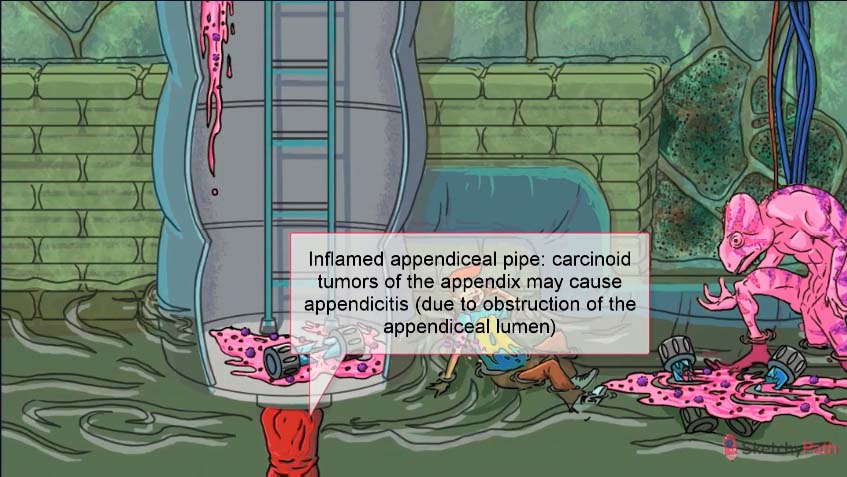 Inflamed appendiceal pipe: carcinoid
tumors of the appendix may cause
appendicitis (due to obstruction of the
appendiceal lumen)
SketchyPath